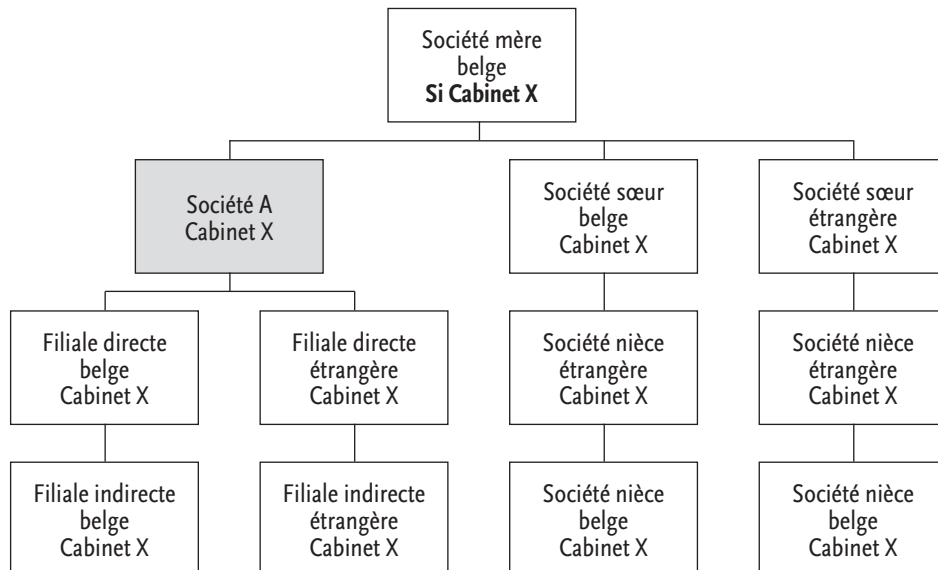 Société mère
belge
Si Cabinet X
Société A
Cabinet X
Société sœur
belge
Cabinet X
Société sœur
étrangère
Cabinet X
Filiale directe
belge
Cabinet X
Filiale directe
étrangère
Cabinet X
Société nièce
étrangère
Cabinet X
Société nièce
étrangère
Cabinet X
Filiale indirecte
belge
Cabinet X
Filiale indirecte
étrangère
Cabinet X
Société nièce
belge
Cabinet X
Société nièce
belge
Cabinet X